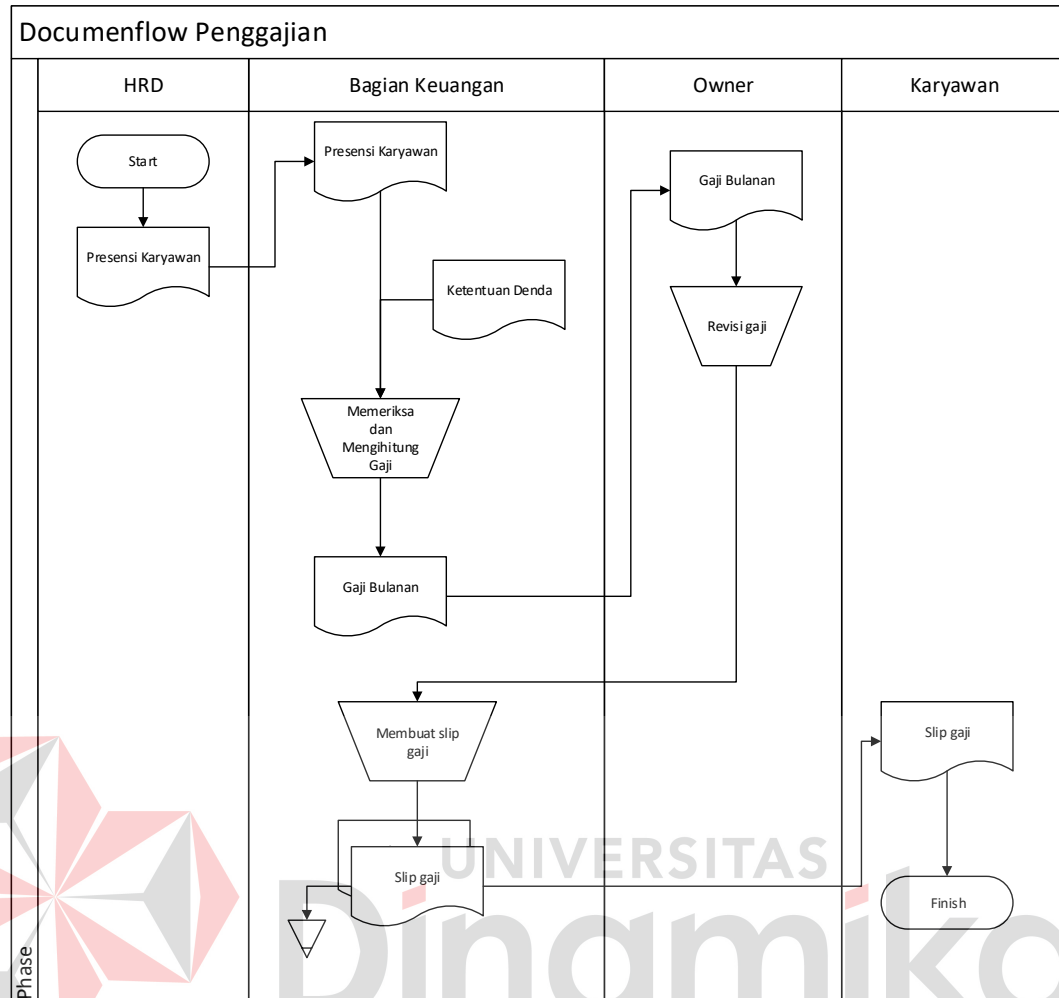 Documenflow Penggajian
HRD
Bagian Keuangan
Owner
Karyawan
Start
Presensi Karyawan
Presensi Karyawan
Ketentuan Denda
Memeriksa
dan
Mengihitung
Gaji
Gaji Bulanan
Gaji Bulanan
Revisi gaji
Membuat slip
gaji
Slip gaji
Slip gaji
Finish
Phase
UNIVERSITAS
Dinamika